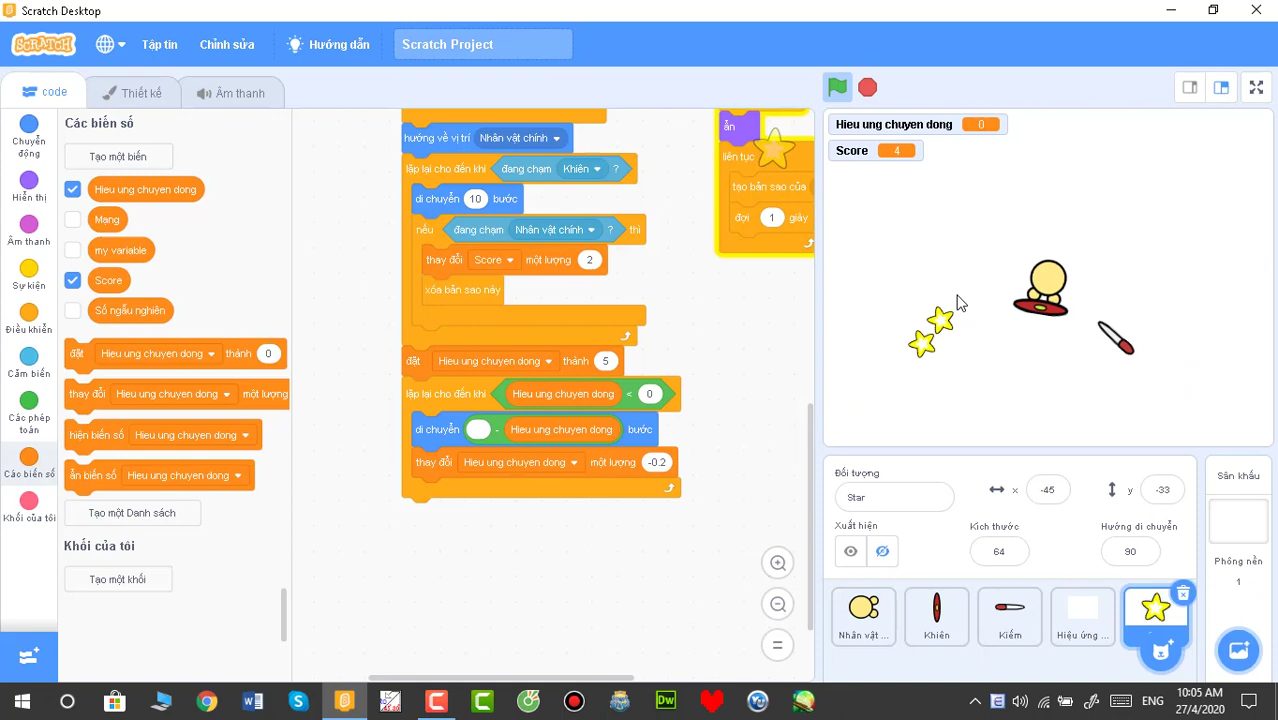 Scratch Desktop
SCRATCH
Tập tin
Chỉnh sửa
Hướng dẫn
Scratch Project
code
Thiết kế
Âm thanh
Chuyển động
Hiển thị
Âm thanh
Sự kiện
Điều khiển
Cảm biến
Các phép toán
Các biến số
Khối của tôi
Các biến số
Tạo một biến
Hieu ung chuyen dong
Mạng
my variable
Score
Số ngẫu nghiên
đặt Hieu ung chuyen dong thành 0
thay đổi Hieu ung chuyen dong một lượng
hiện biến số Hieu ung chuyen dong
ẩn biến số Hieu ung chuyen dong
Tạo một Danh sách
Khối của tôi
Tạo một khối
hướng về vị trí Nhân vật chính
lặp lại cho đến khi đang chạm Khiên ?
di chuyển 10 bước
nếu đang chạm Nhân vật chính ? thì
thay đổi Score một lượng 2
xóa bản sao này
đặt Hieu ung chuyen dong thành 5
lặp lại cho đến khi Hieu ung chuyen dong < 0
di chuyển - Hieu ung chuyen dong bước
thay đổi Hieu ung chuyen dong một lượng -0.2
ẩn
liên tục
tạo bản sao của
đợi 1 giây
Hieu ung chuyen dong 0
Score 4
Đối tượng
Star
x -45
y -33
Xuất hiện
Kích thước
64
Hướng di chuyển
90
Nhân vật ...
Khiên
Kiếm
Hiệu ứng ...
Sân khấu
Phông nền
1
Dw
ENG
10:05 AM
27/4/2020